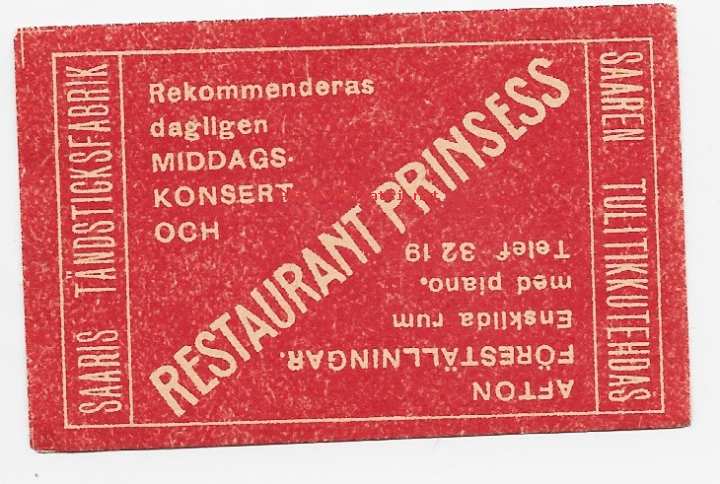 SAARIS TÄNDSTICKSFABRIK
Rekommenderas
dagligen
MIDDAGS-
KONSERT
OCH
RESTAURANT PRINSESS
AFTON
FÖRESTÄLLNINGAR.
Enskilda rum
med piano.
Telef 32 19
SAAREN TULITIKKUTEHDAS